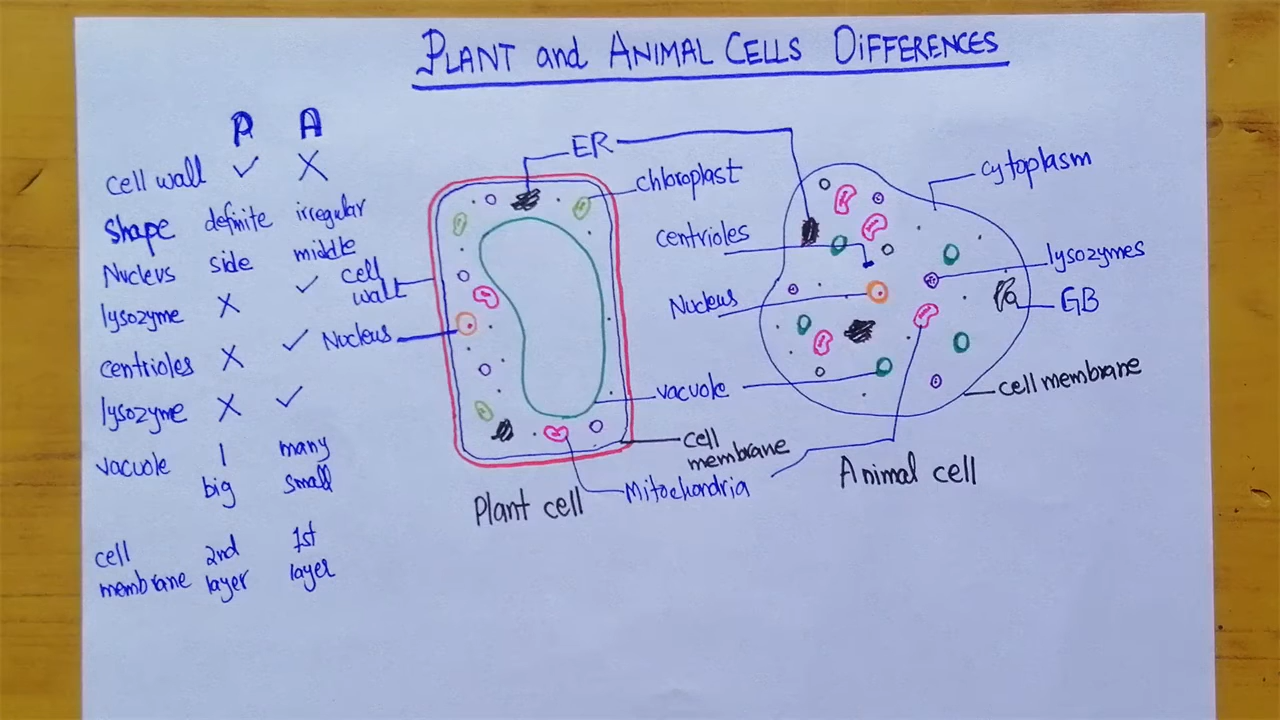 PLANT and ANIMAL CELLS DIFFERENCES
P A
cell wall ✓ X
shape definite irregular
Nucleus side middle
lysozyme X ✓
centrioles X ✓
lysozyme X ✓
vacuole 1 many
big small
cell 2nd 1st
membrane layer layer
ER
chloroplast
cell
wall
Nucleus
centrioles
Nucleus
vacuole
cell
membrane
Mitochondria
Plant cell
cytoplasm
lysozymes
GB
cell membrane
Animal cell